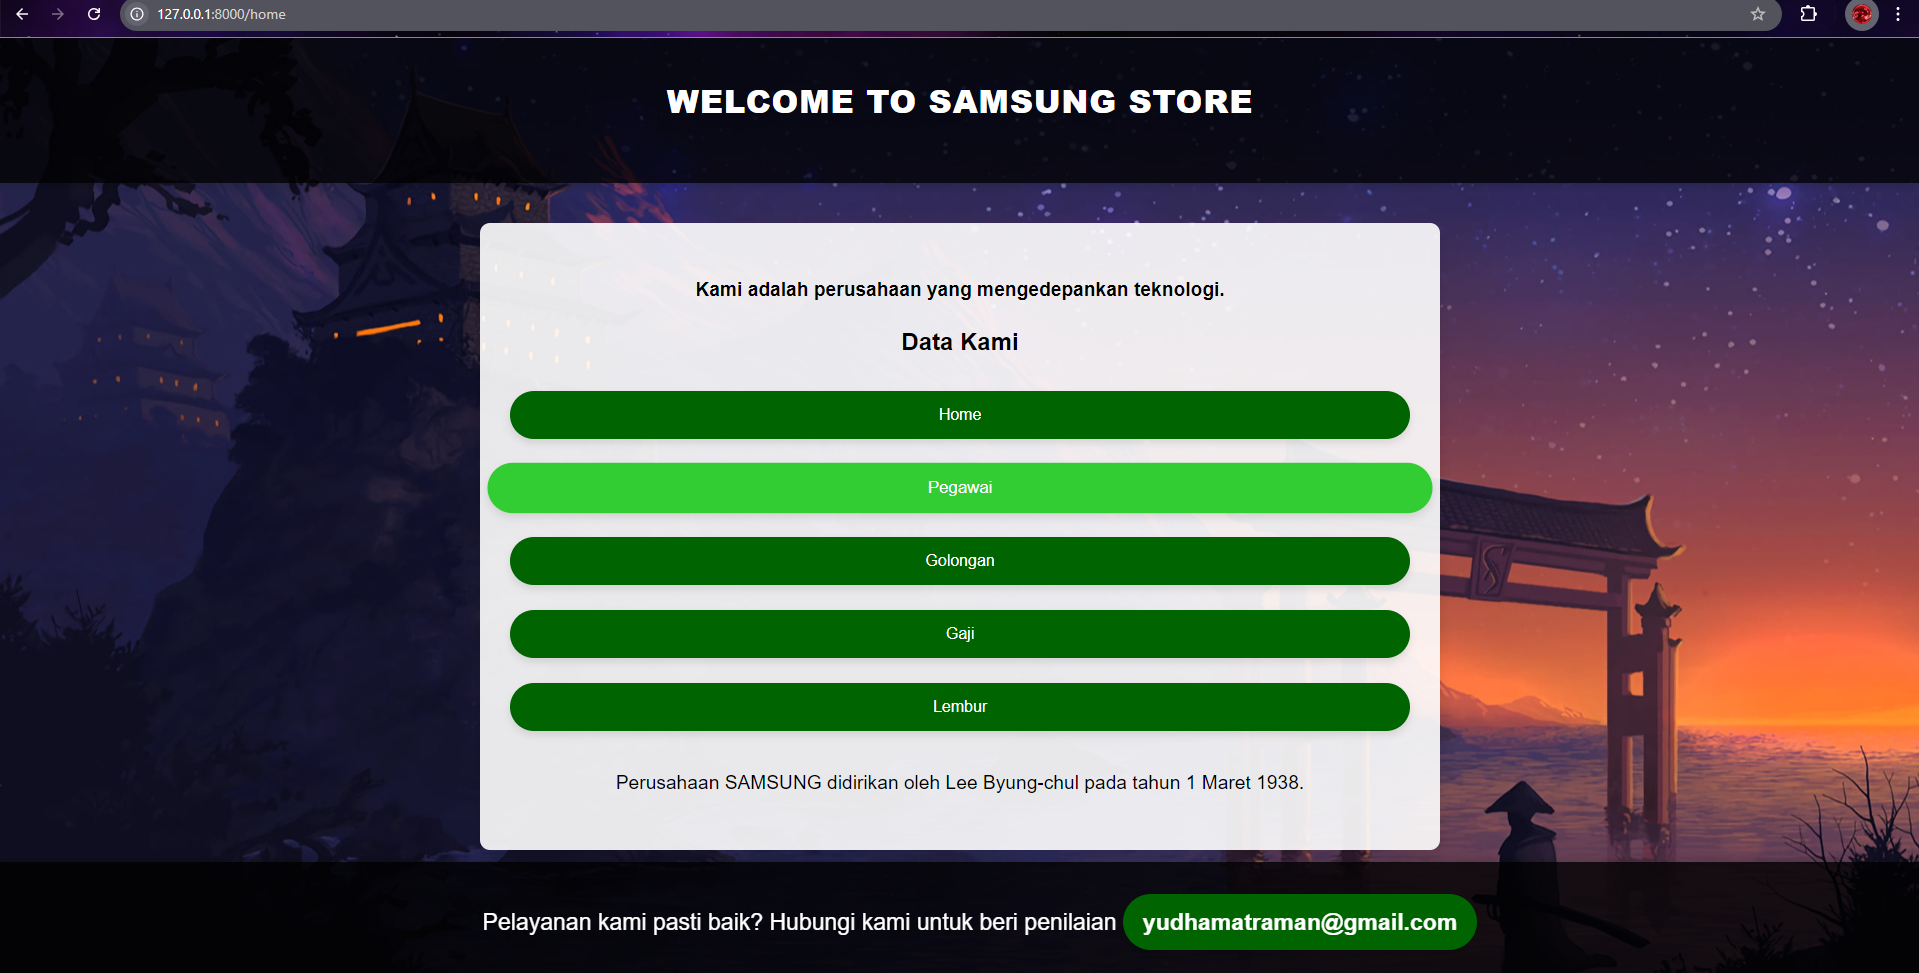 127.0.0.1:8000/home
WELCOME TO SAMSUNG STORE
Kami adalah perusahaan yang mengedepankan teknologi.
Data Kami
Home
Pegawai
Golongan
Gaji
Lembur
Perusahaan SAMSUNG didirikan oleh Lee Byung-chul pada tahun 1 Maret 1938.
Pelayanan kami pasti baik? Hubungi kami untuk beri penilaian yudhamatraman@gmail.com